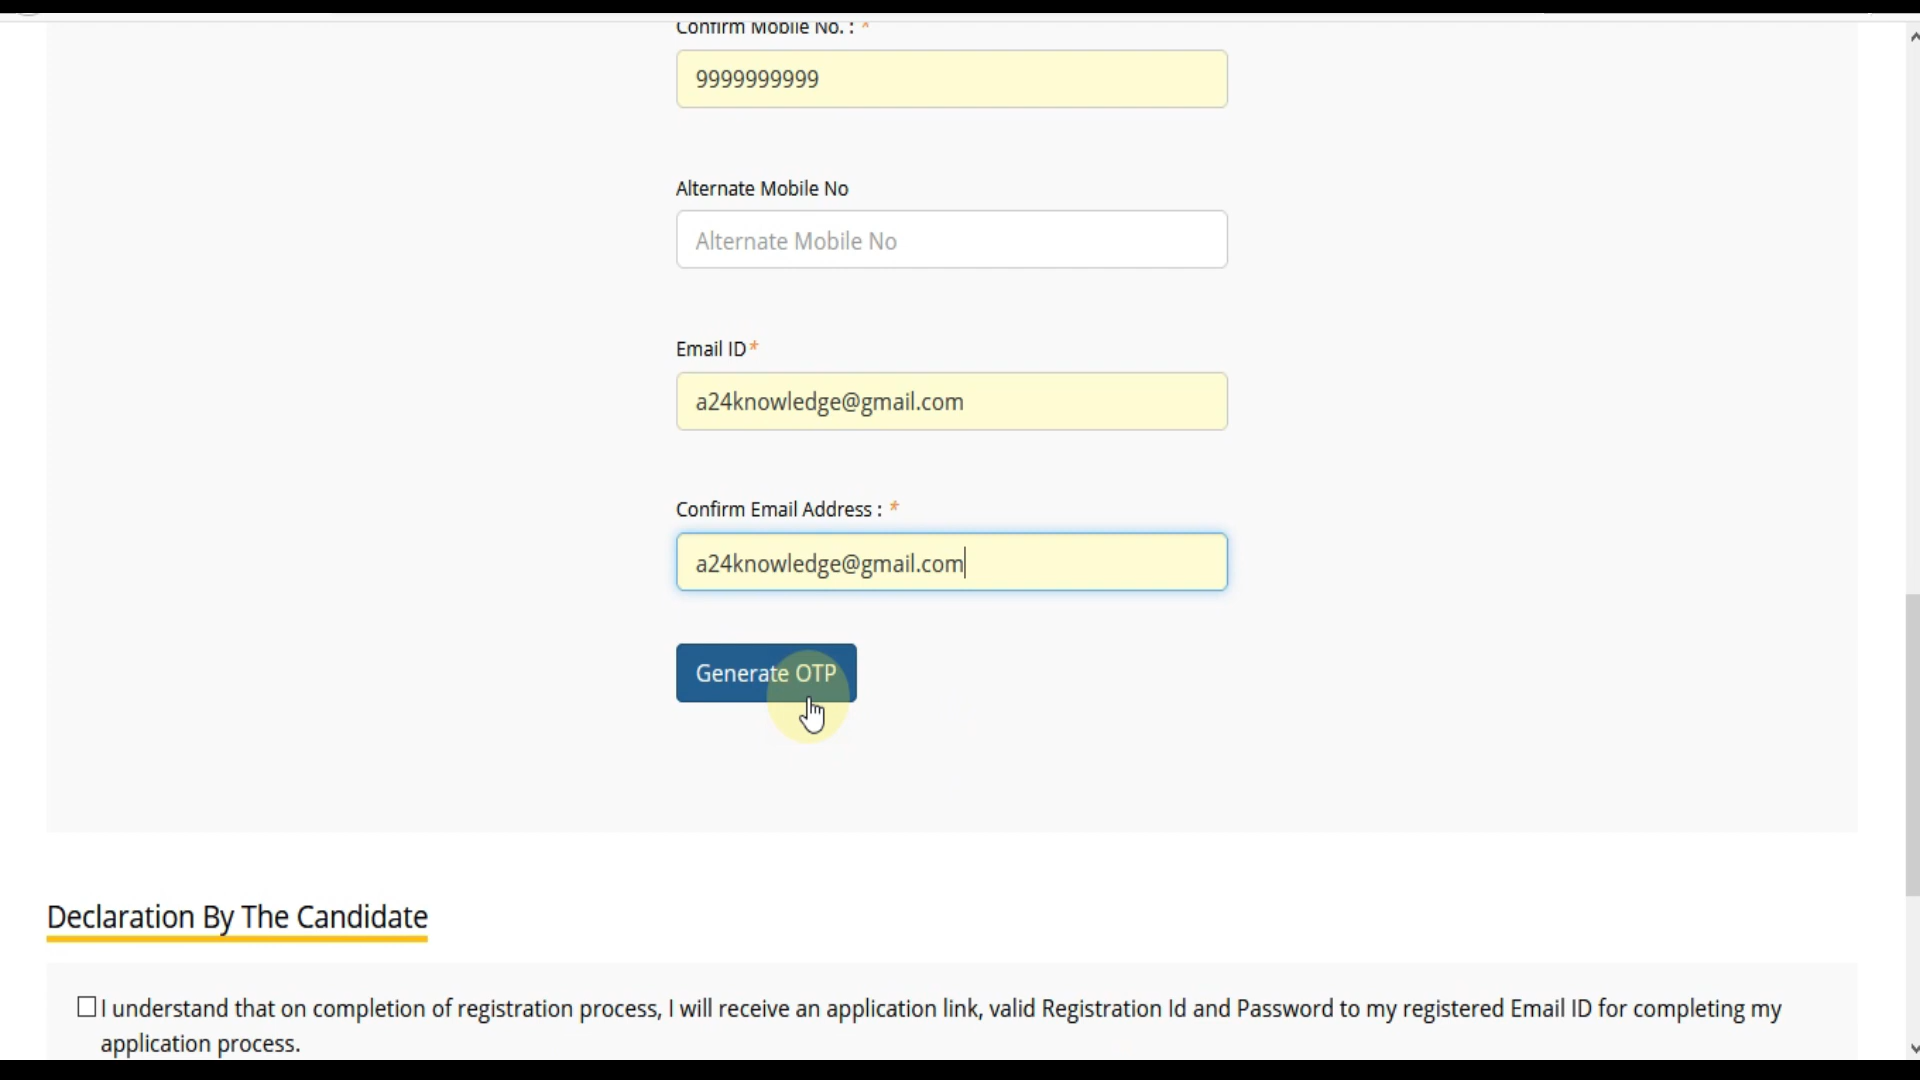 Confirm Mobile No. : *
9999999999
Alternate Mobile No
Alternate Mobile No
Email ID*
a24knowledge@gmail.com
Confirm Email Address : *
a24knowledge@gmail.com
Generate OTP
Declaration By The Candidate
I understand that on completion of registration process, I will receive an application link, valid Registration Id and Password to my registered Email ID for completing my
application process.